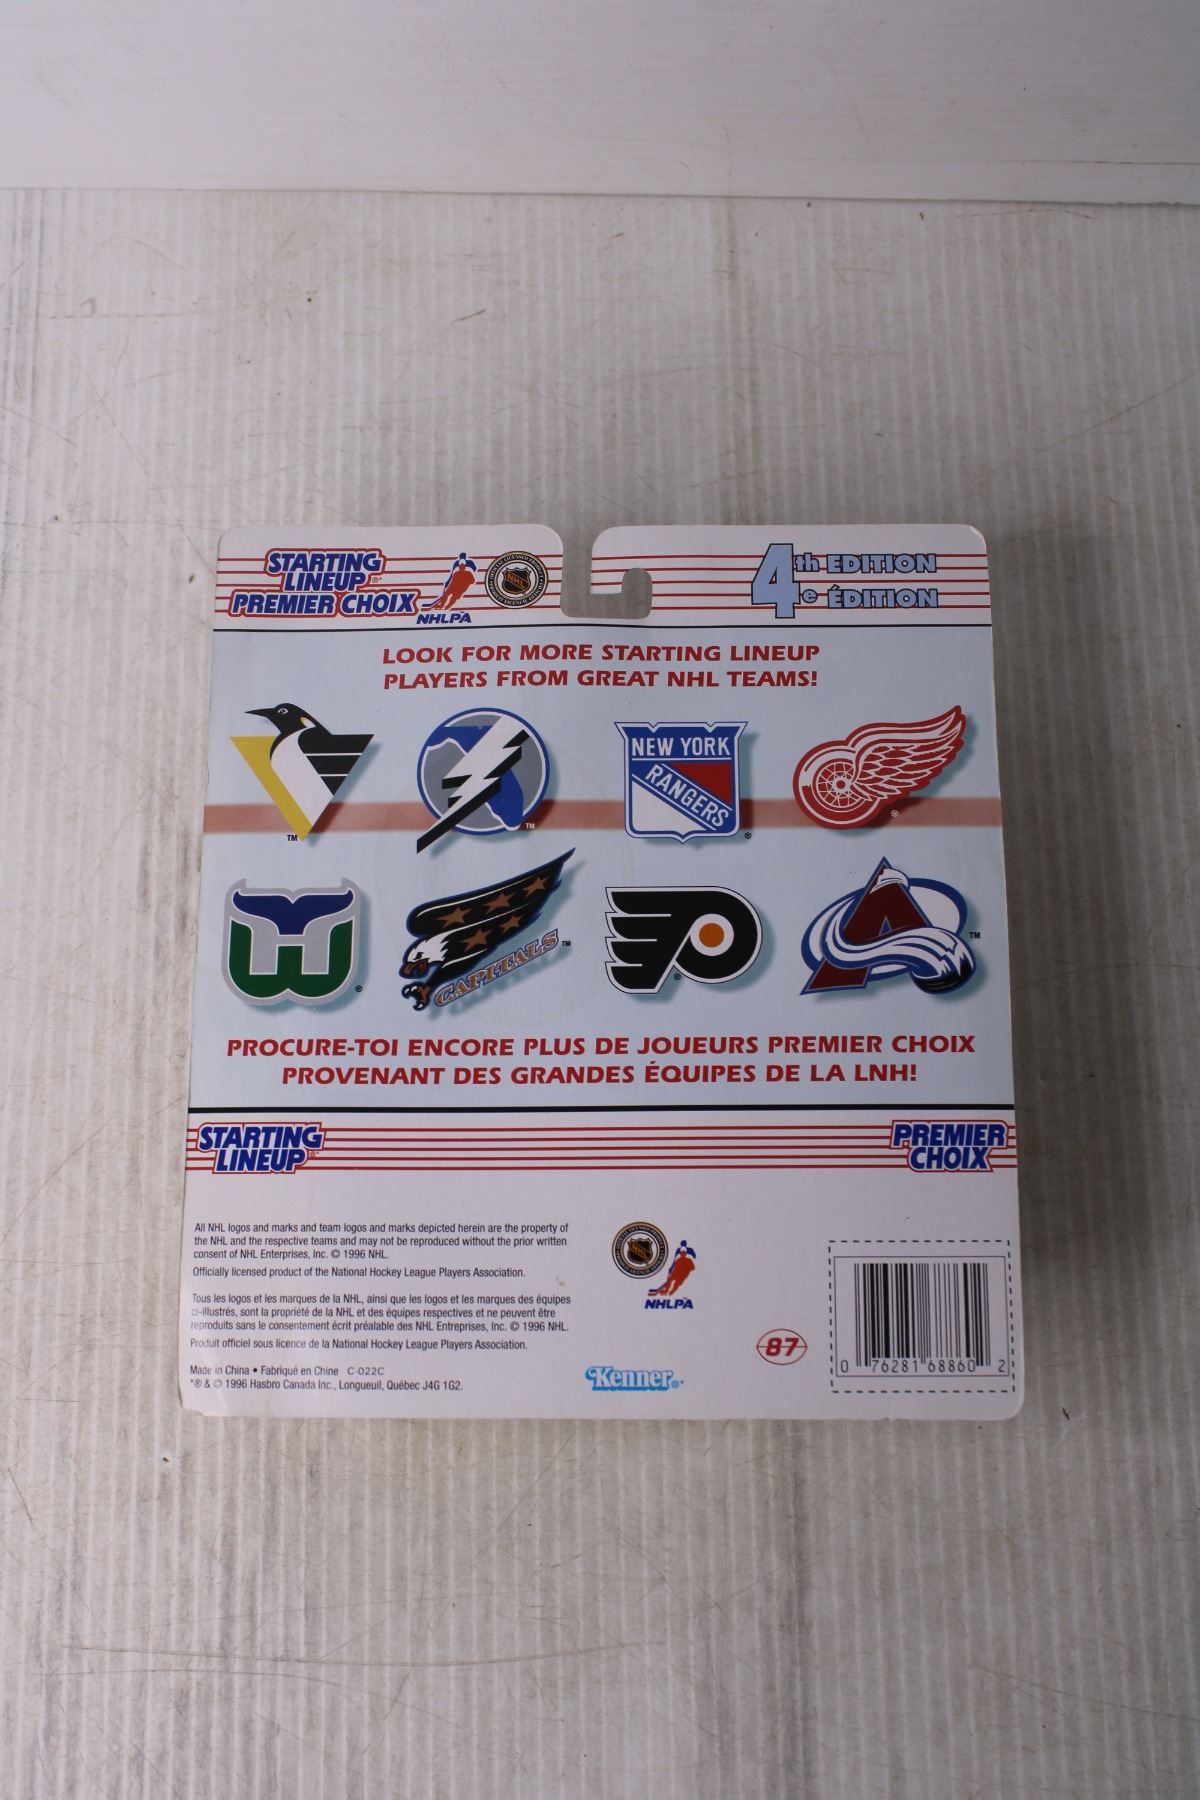 STARTING
LINEUP®*
PREMIER CHOIX
NHLPA
NHL
4th EDITION
4e ÉDITION
LOOK FOR MORE STARTING LINEUP
PLAYERS FROM GREAT NHL TEAMS!
TM
TM
NEW YORK
RANGERS
®
®
®
CAPITALS
TM
®
A
TM
PROCURE-TOI ENCORE PLUS DE JOUEURS PREMIER CHOIX
PROVENANT DES GRANDES ÉQUIPES DE LA LNH!
STARTING
LINEUP®*
PREMIER
CHOIX
All NHL logos and marks and team logos and marks depicted herein are the property of
the NHL and the respective teams and may not be reproduced without the prior written
consent of NHL Enterprises, Inc. © 1996 NHL.
Officially licensed product of the National Hockey League Players Association.
Tous les logos et les marques de la NHL, ainsi que les logos et les marques des équipes
ci-illustrés, sont la propriété de la NHL et des équipes respectives et ne peuvent être
reproduits sans le consentement écrit préalable des NHL Entreprises, Inc. © 1996 NHL.
Produit officiel sous licence de la National Hockey League Players Association.
Made in China • Fabriqué en Chine C-022C
*® & © 1996 Hasbro Canada Inc., Longueuil, Québec J4G 1G2.
NHL
NHLPA
Kenner®*
87
0 76281 68860 2